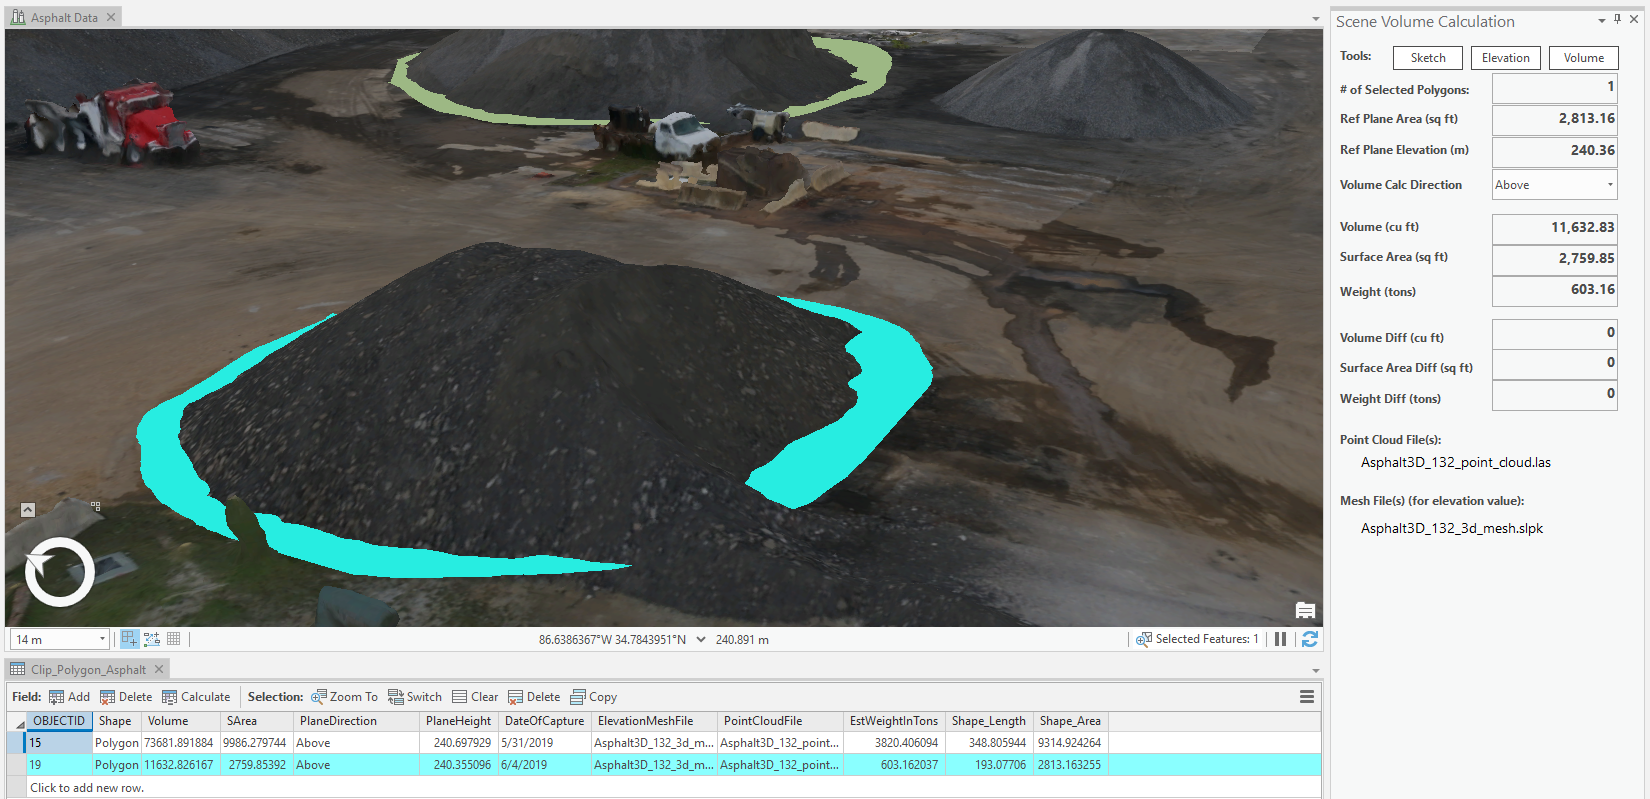 Asphalt Data
Scene Volume Calculation
Tools:
Sketch
Elevation
Volume
# of Selected Polygons:
1
Ref Plane Area (sq ft)
2,813.16
Ref Plane Elevation (m)
240.36
Volume Calc Direction
Above
Volume (cu ft)
11,632.83
Surface Area (sq ft)
2,759.85
Weight (tons)
603.16
Volume Diff (cu ft)
0
Surface Area Diff (sq ft)
0
Weight Diff (tons)
0
Point Cloud File(s):
Asphalt3D_132_point_cloud.las
Mesh File(s) (for elevation value):
Asphalt3D_132_3d_mesh.slpk
14 m
86.6386367°W 34.7843951°N
240.891 m
Selected Features: 1
Clip_Polygon_Asphalt
Field: Add Delete Calculate Selection: Zoom To Switch Clear Delete Copy
OBJECTID Shape Volume SArea PlaneDirection PlaneHeight DateOfCapture ElevationMeshFile PointCloudFile EstWeightInTons Shape_Length Shape_Area
15 Polygon 73681.891884 9986.279744 Above 240.697929 5/31/2019 Asphalt3D_132_3d_m... Asphalt3D_132_point... 3820.406094 348.805944 9314.924264
19 Polygon 11632.826167 2759.85392 Above 240.355096 6/4/2019 Asphalt3D_132_3d_m... Asphalt3D_132_point... 603.162037 193.07706 2813.163255
Click to add new row.